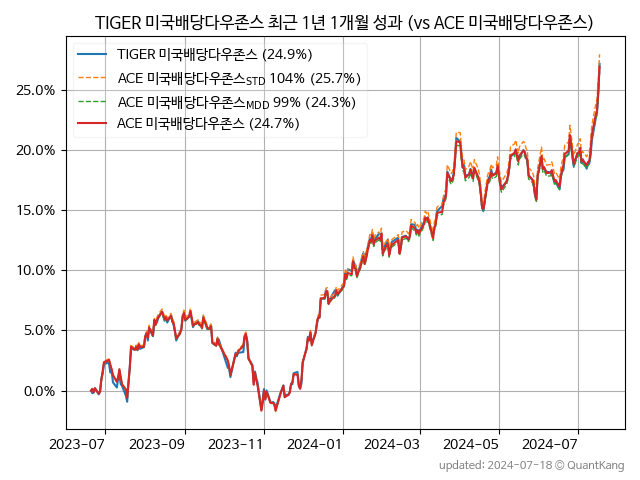 TIGER 미국배당다우존스 최근 1년 1개월 성과 (vs ACE 미국배당다우존스)
TIGER 미국배당다우존스 (24.9%)
ACE 미국배당다우존스STD 104% (25.7%)
ACE 미국배당다우존스MDD 99% (24.3%)
ACE 미국배당다우존스 (24.7%)
25.0%
20.0%
15.0%
10.0%
5.0%
0.0%
2023-07 2023-09 2023-11 2024-01 2024-03 2024-05 2024-07
updated: 2024-07-18 © QuantKang